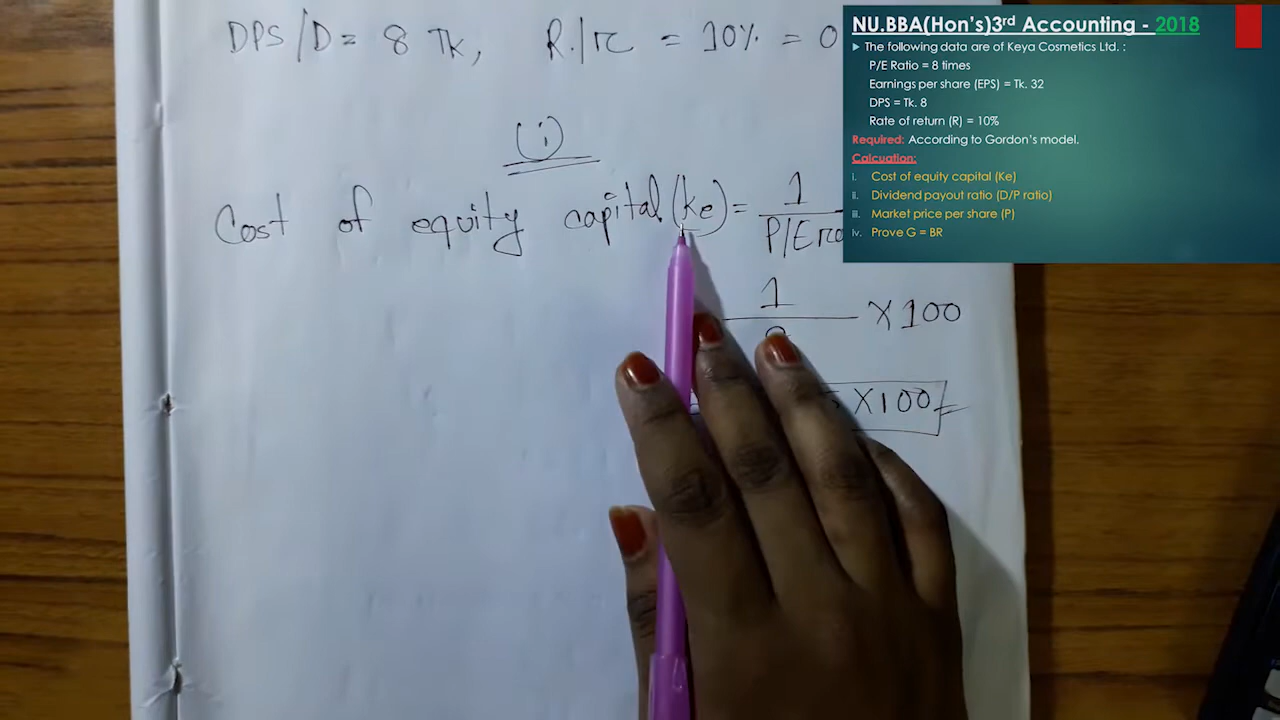 DPS/D = 8 Tk, R./r = 10% = 0
(i)
Cost of equity capital (ke) = 1
P/E
1
× 100
× 100
NU.BBA(Hon's)3rd Accounting - 2018
The following data are of Keya Cosmetics Ltd. :
P/E Ratio = 8 times
Earnings per share (EPS) = Tk. 32
DPS = Tk. 8
Rate of return (R) = 10%
Required: According to Gordon's model.
Calcuation:
i. Cost of equity capital (Ke)
ii. Dividend payout ratio (D/P ratio)
iii. Market price per share (P)
iv. Prove G = BR